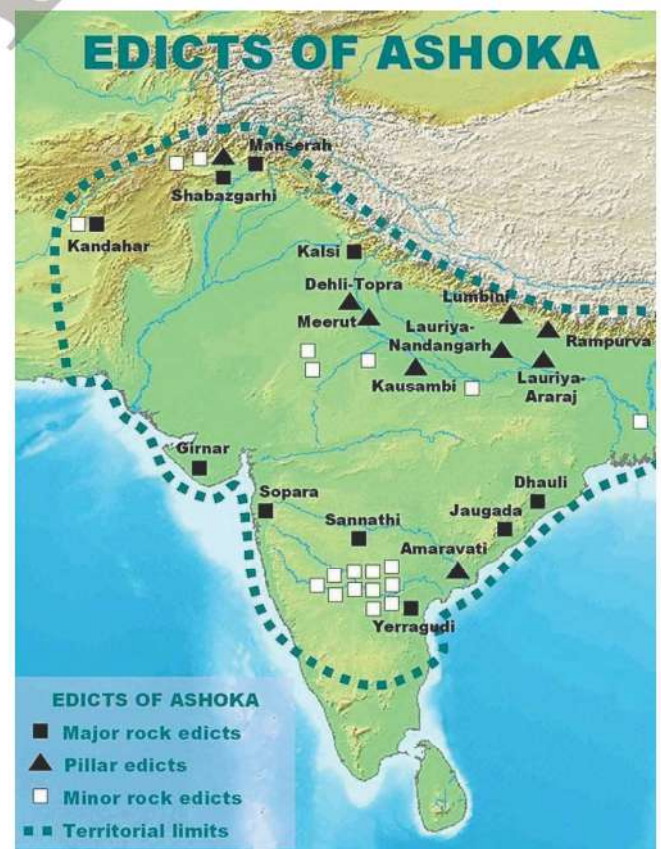 EDICTS OF ASHOKA
Manserah
Shabazgarhi
Kandahar
Kalsi
Dehli-Topra
Lumbini
Meerut
Lauriya-
Nandangarh
Rampurva
Kausambi
Lauriya-
Araraj
Girnar
Sopara
Dhauli
Sannathi
Jaugada
Amaravati
Yerragudi
EDICTS OF ASHOKA
Major rock edicts
Pillar edicts
Minor rock edicts
Territorial limits